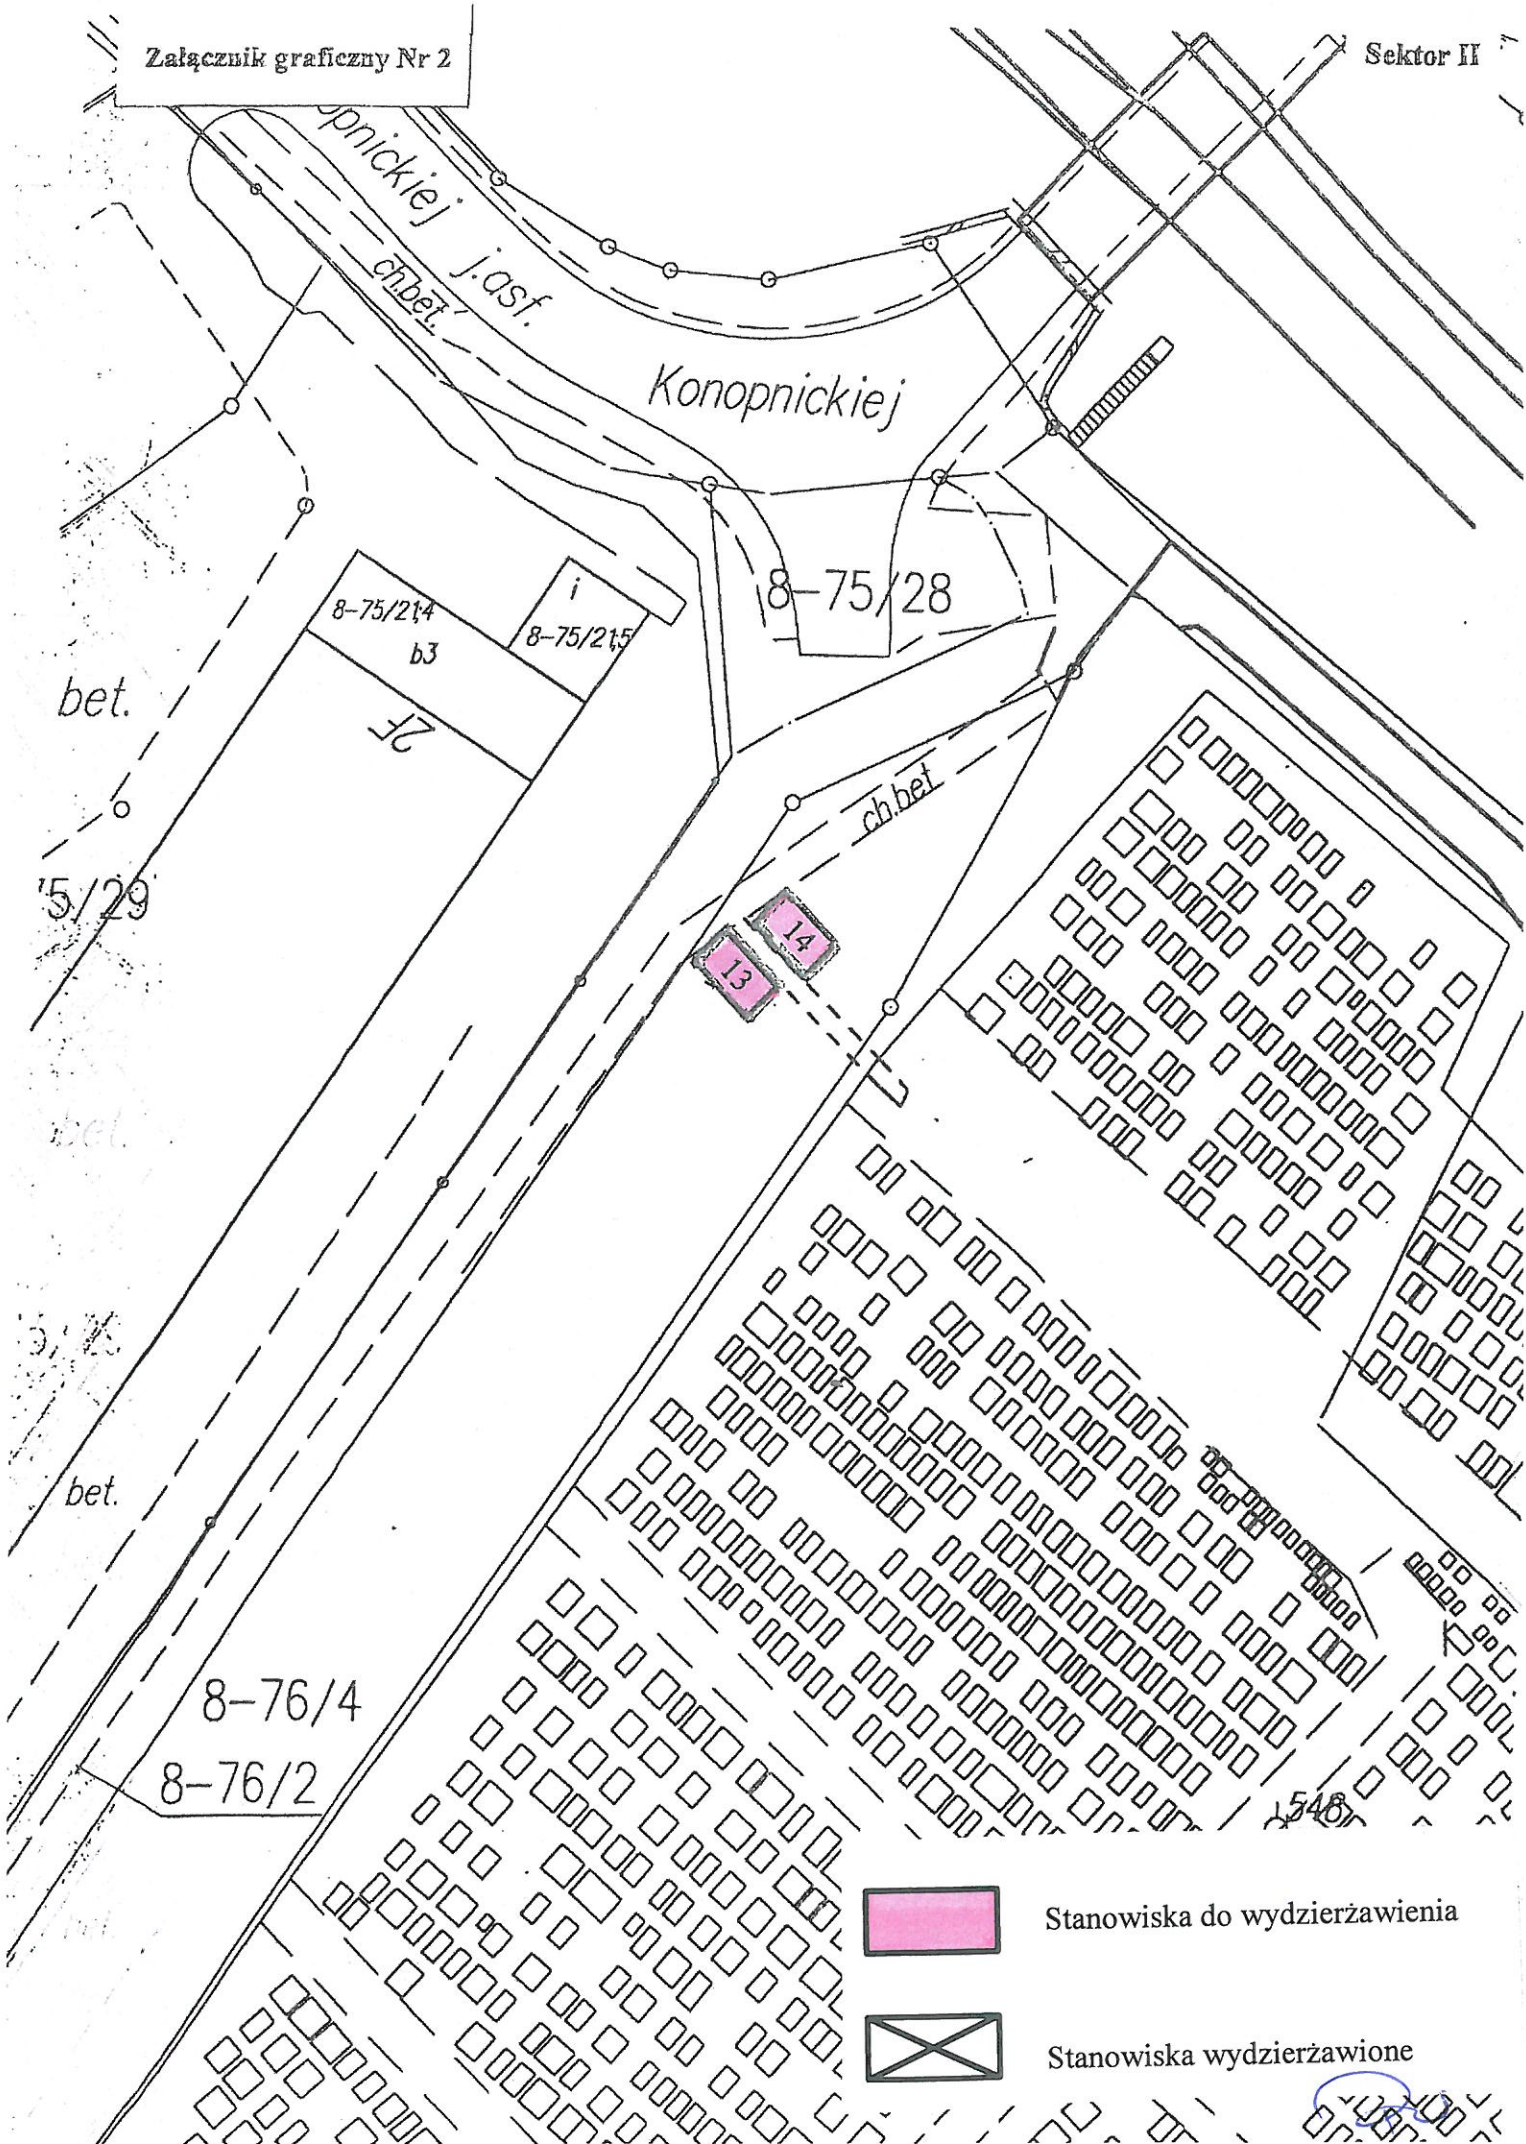 Załącznik graficzny Nr 2
Sektor II
opnickiej j.asf.
ch.bet.
Konopnickiej
8-75/28
i
8-75/21;4
8-75/21;5
b3
bet.
2F
ch.bet
5/29
14
13
bet.
bet.
8-76/4
8-76/2
548
Stanowiska do wydzierżawienia
Stanowiska wydzierżawione